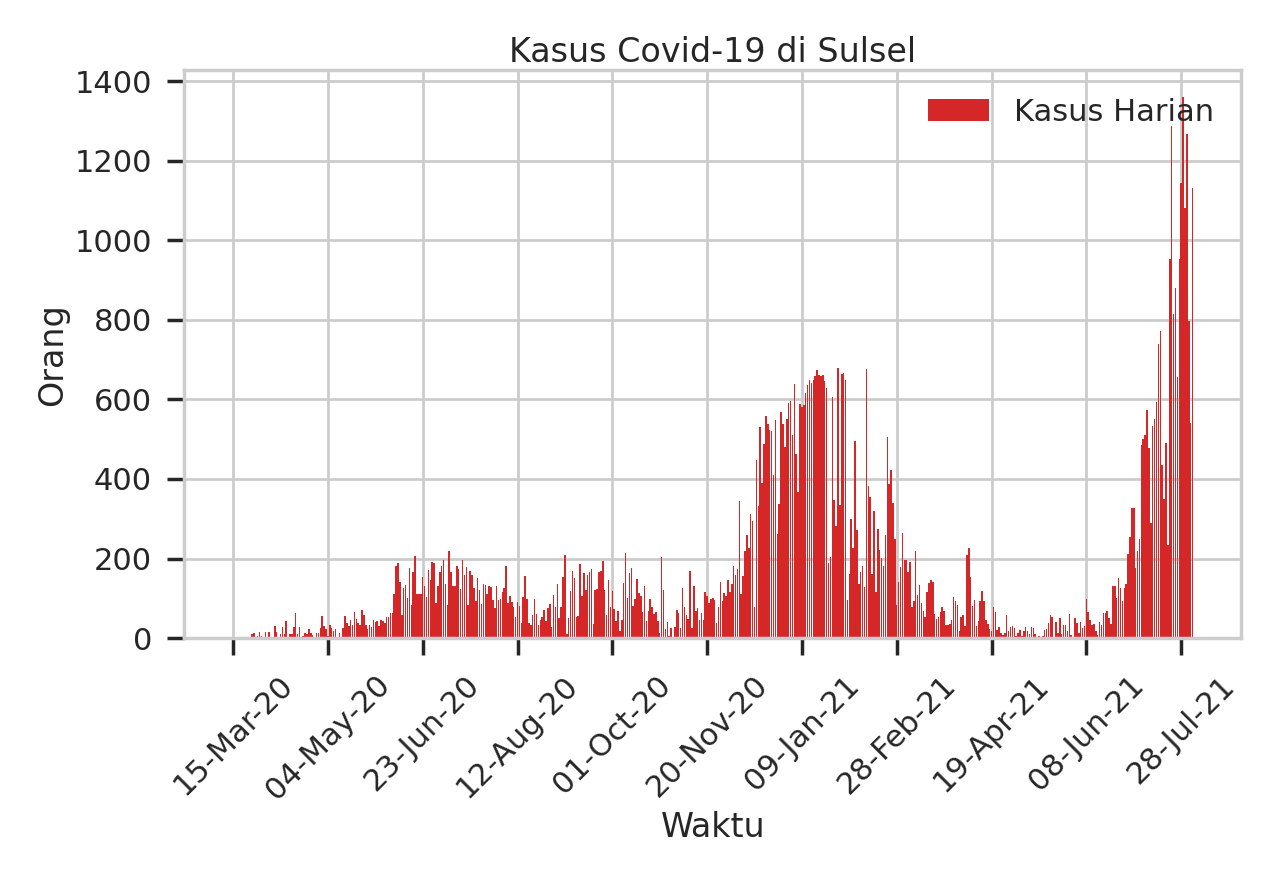 Kasus Covid-19 di Sulsel
Kasus Harian
1400
1200
1000
800
600
400
200
0
Orang
15-Mar-20
04-May-20
23-Jun-20
12-Aug-20
01-Oct-20
20-Nov-20
09-Jan-21
28-Feb-21
19-Apr-21
08-Jun-21
28-Jul-21
Waktu